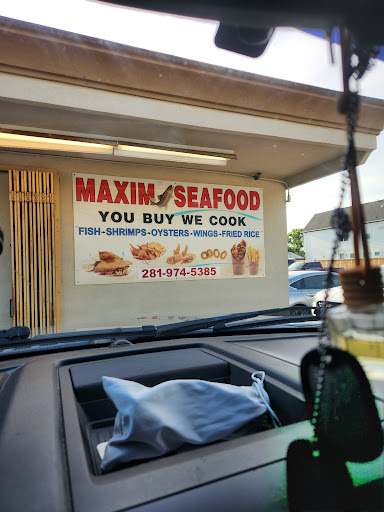 MAXIM SEAFOOD
YOU BUY WE COOK
FISH-SHRIMPS-OYSTERS-WINGS-FRIED RICE
281-974-5385